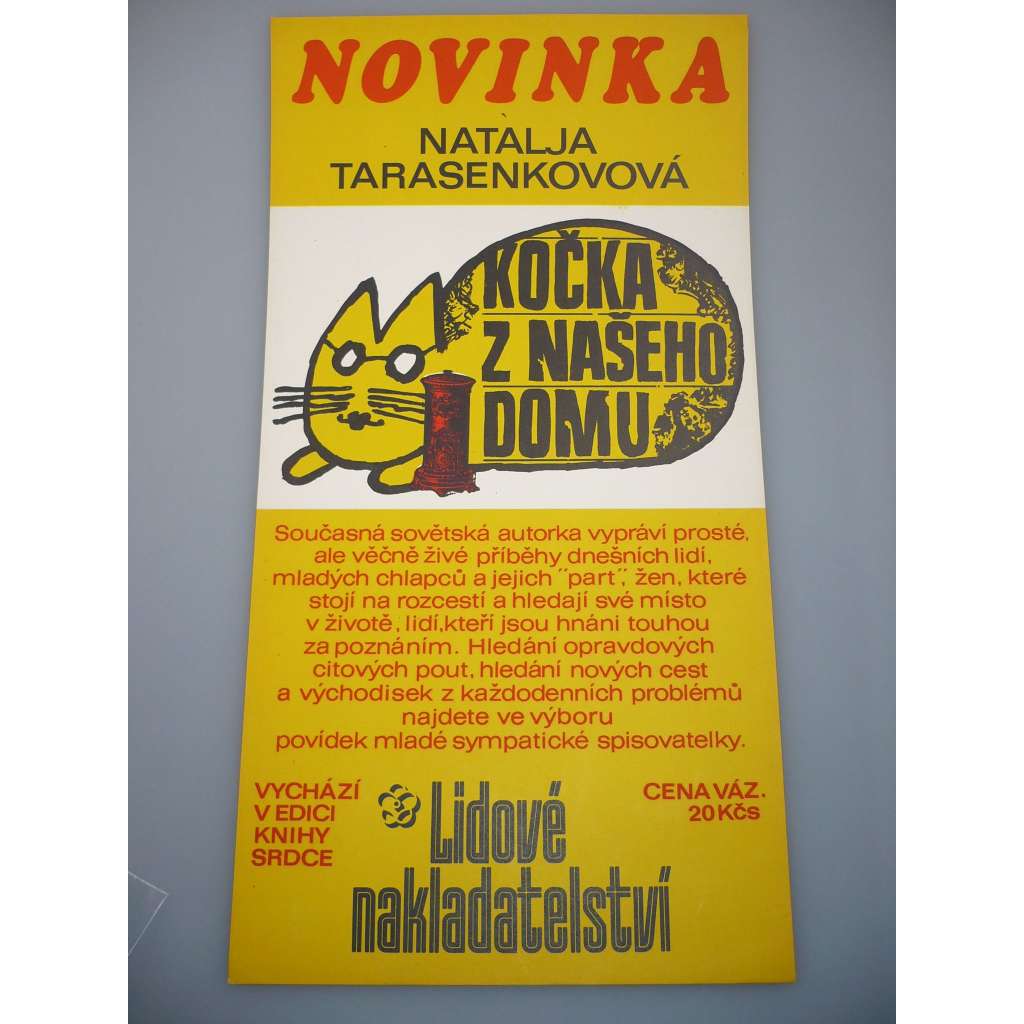 NOVINKA
NATALJA
TARASENKOVOVÁ
KOČKA
Z NAŠEHO
DOMU
Současná sovětská autorka vypráví prosté,
ale věčně živé příběhy dnešních lidí,
mladých chlapců a jejich "part", žen, které
stojí na rozcestí a hledají své místo
v životě, lidí,kteří jsou hnáni touhou
za poznáním. Hledání opravdových
citových pout, hledání nových cest
a východisek z každodenních problémů
najdete ve výboru
povídek mladé sympatické spisovatelky.
VYCHÁZÍ
V EDICI
KNIHY
SRDCE
Lidové
nakladatelství
CENA VÁZ.
20 Kčs